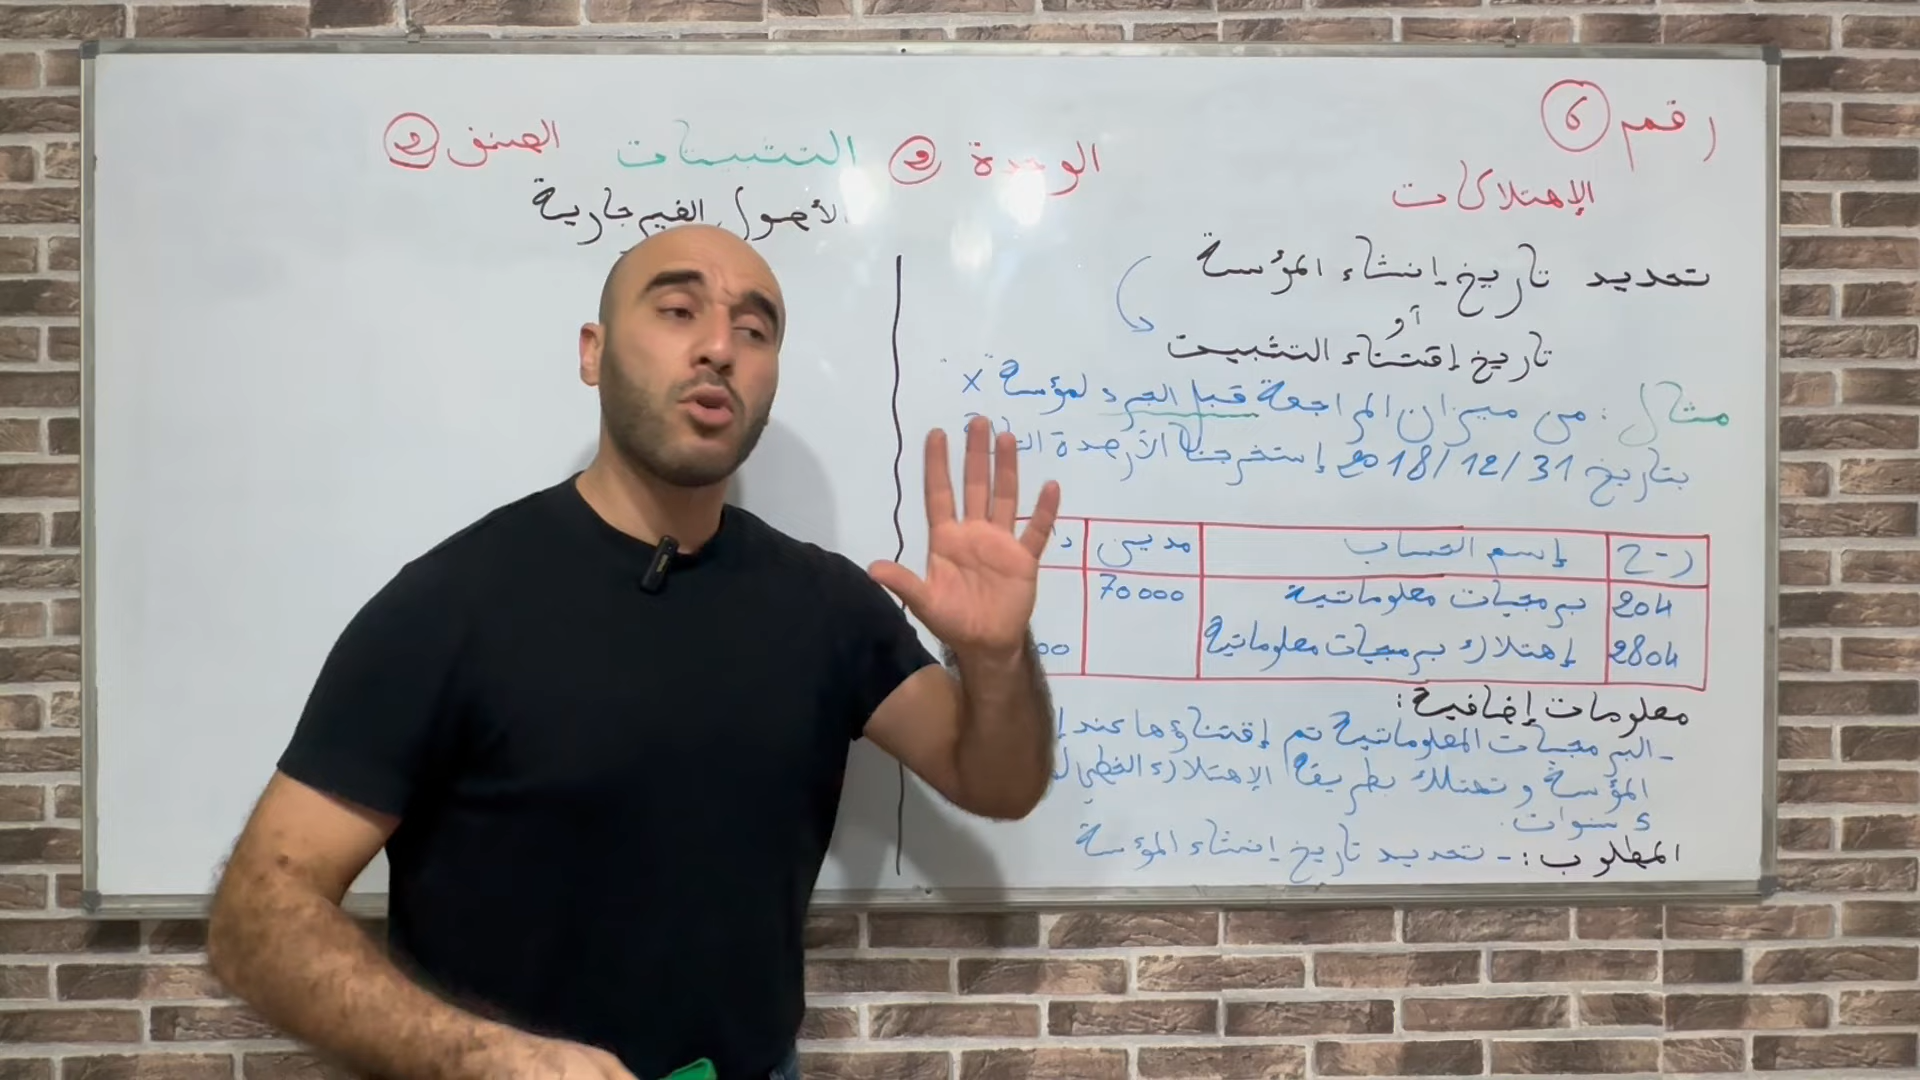 رقم 6
الإهتلاكات
الوحدة 2 التثبيتات الصنف 2
الأصول الغير جارية
تحديد تاريخ إنشاء المؤسسة
أو
تاريخ إقتناء التثبيت
مثال : من ميزان المراجعة قبل الجرد لمؤسسة x
بتاريخ 2018/12/31 إستخرجنا الأرصدة
ر-ح إسم الحساب مدين
204 برمجيات معلوماتية 70000
2804 إهتلاك برمجيات معلوماتية
معلومات إضافية:
- البرمجيات المعلوماتية تم إقتناؤها عند
المؤسسة و تهتلك بطريقة الإهتلاك الخطي
5 سنوات.
المطلوب: - تحديد تاريخ إنشاء المؤسسة